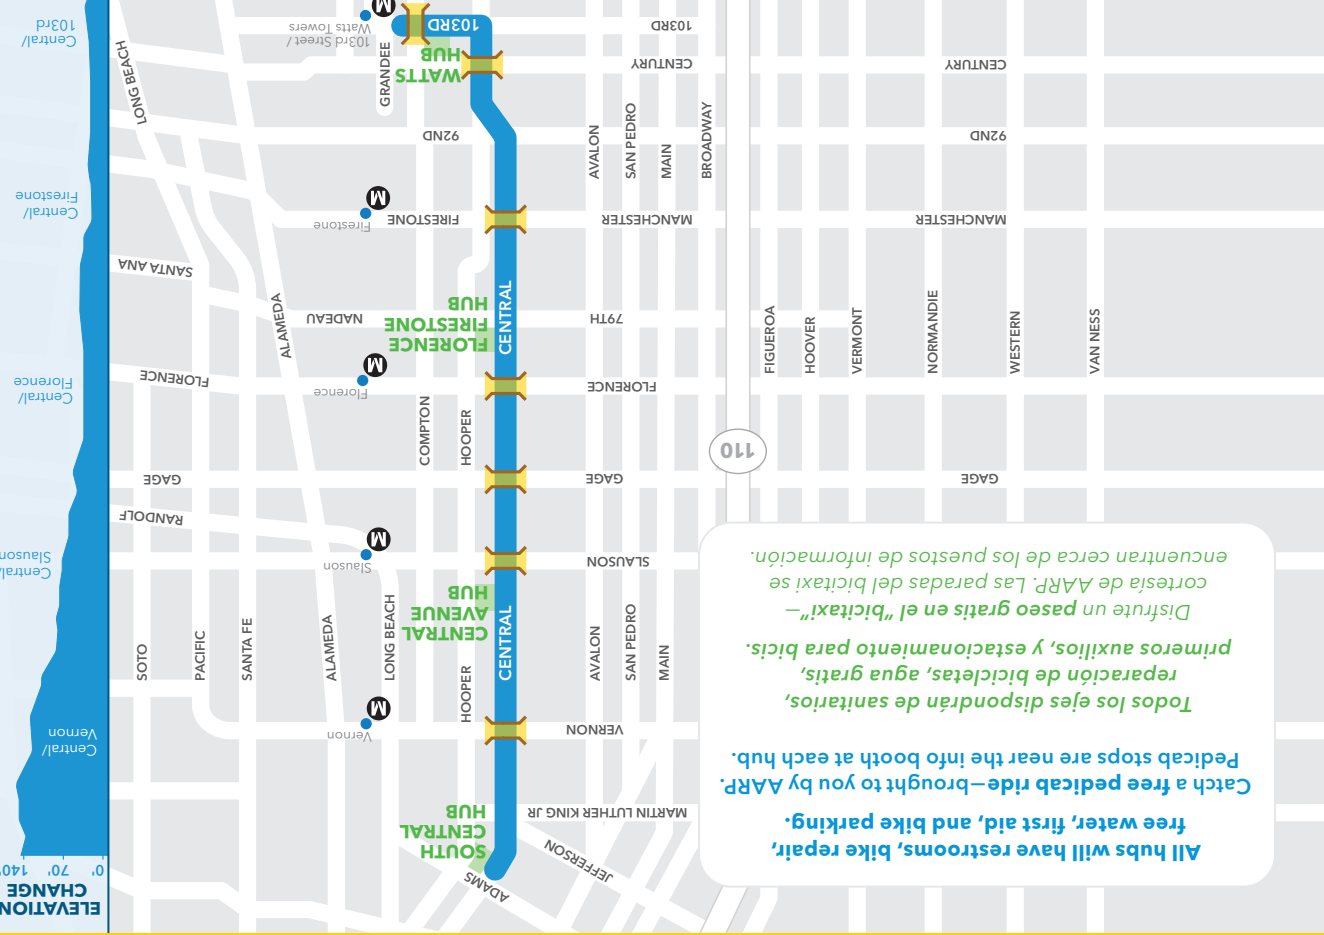 All hubs will have restrooms, bike repair,
free water, first aid, and bike parking.
Catch a free pedicab ride—brought to you by AARP.
Pedicab stops are near the info booth at each hub.
Todos los ejes dispondrán de sanitarios,
reparación de bicicletas, agua gratis,
primeros auxilios, y estacionamiento para bicis.
Disfrute un paseo gratis en el "bicitaxi"—
cortesía de AARP. Las paradas del bicitaxi se
encuentran cerca de los puestos de información.
ELEVATION
CHANGE
0'
70'
140'
ADAMS
JEFFERSON
SOUTH
CENTRAL
HUB
MARTIN LUTHER KING JR
Central/
Vernon
VERNON
Vernon
M
HOOPER
CENTRAL
MAIN
SAN PEDRO
AVALON
LONG BEACH
ALAMEDA
SANTA FE
PACIFIC
SOTO
CENTRAL
AVENUE
HUB
Central/
Slauson
SLAUSON
Slauson
M
RANDOLF
GAGE
GAGE
GAGE
110
HOOPER
COMPTON
Central/
Florence
FLORENCE
Florence
M
FLORENCE
VAN NESS
WESTERN
NORMANDIE
VERMONT
HOOVER
FIGUEROA
FLORENCE
FIRESTONE
HUB
CENTRAL
79TH
NADEAU
ALAMEDA
SANTA ANA
Central/
Firestone
MANCHESTER
MANCHESTER
FIRESTONE
Firestone
M
BROADWAY
MAIN
SAN PEDRO
AVALON
92ND
92ND
LONG BEACH
GRANDEE
WATTS
HUB
CENTURY
CENTURY
103RD
103RD
103rd Street /
Watts Towers
M
Central/
103rd